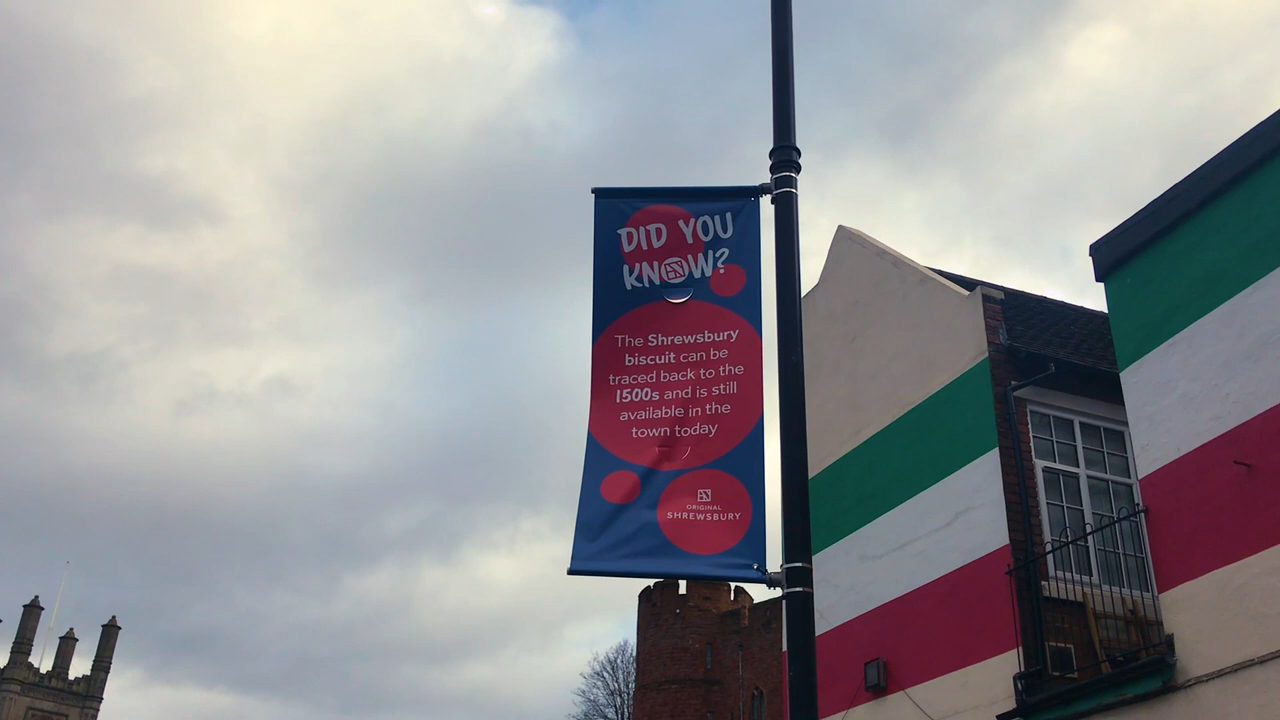 DID YOU
KNOW?
The Shrewsbury
biscuit can be
traced back to the
1500s and is still
available in the
town today
ORIGINAL
SHREWSBURY